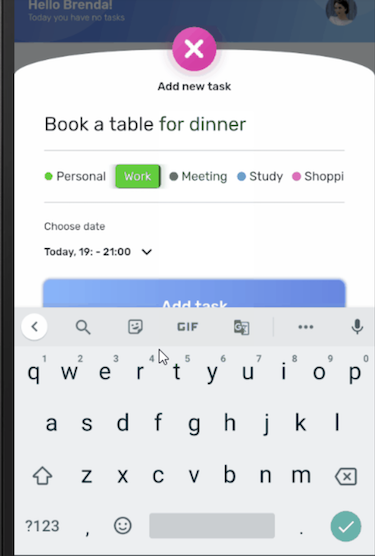 Hello Brenda!
Today you have no tasks
Add new task
Book a table for dinner
Personal Work Meeting Study Shoppi
Choose date
Today, 19: - 21:00
Add task
GIF
1 2 3 4 5 6 7 8 9 0
q w e r t y u i o p
a s d f g h j k l
z x c v b n m
?123 , .